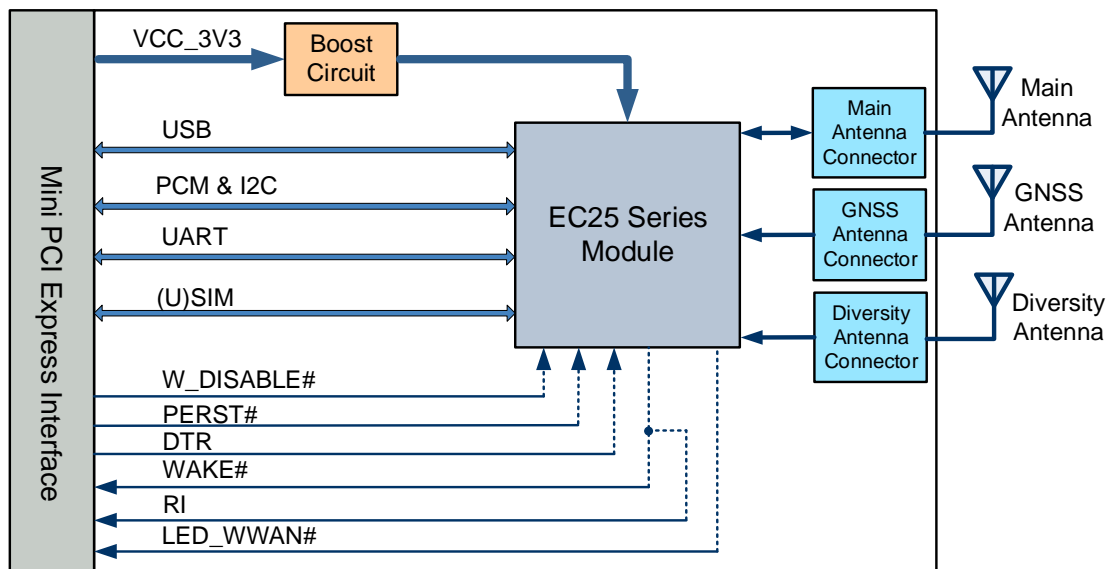 VCC_3V3
Boost
Circuit
Main
Antenna
Main
Antenna
Connector
USB
PCM & I2C
UART
(U)SIM
EC25 Series
Module
GNSS
Antenna
GNSS
Antenna
Connector
Diversity
Antenna
Diversity
Antenna
Connector
Mini PCI Express Interface
W_DISABLE#
PERST#
DTR
WAKE#
RI
LED_WWAN#